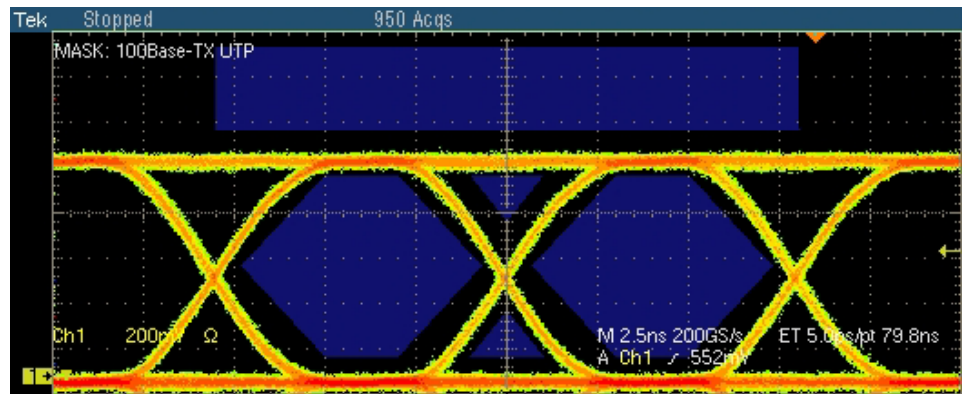 Tek Stopped 950 Acqs
MASK: 100Base-TX UTP
Ch1 200mV Ω M 2.5ns 200GS/s ET 5.0ps/pt 79.8ns
A Ch1 552mV
1